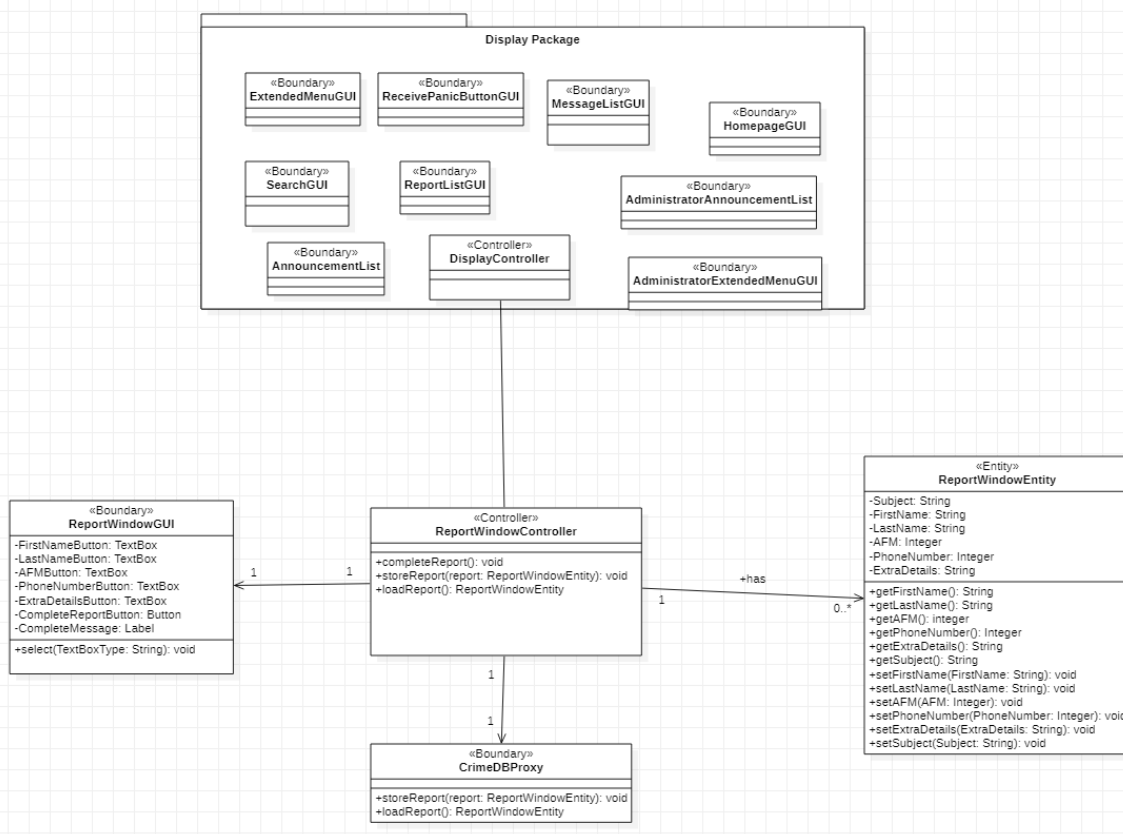 Display Package
«Boundary»
ExtendedMenuGUI
«Boundary»
ReceivePanicButtonGUI
«Boundary»
MessageListGUI
«Boundary»
HomepageGUI
«Boundary»
SearchGUI
«Boundary»
ReportListGUI
«Boundary»
AdministratorAnnouncementList
«Boundary»
AnnouncementList
«Controller»
DisplayController
«Boundary»
AdministratorExtendedMenuGUI
«Boundary»
ReportWindowGUI
-FirstNameButton: TextBox
-LastNameButton: TextBox
-AFMButton: TextBox
-PhoneNumberButton: TextBox
-ExtraDetailsButton: TextBox
-CompleteReportButton: Button
-CompleteMessage: Label
+select(TextBoxType: String): void
1
1
«Controller»
ReportWindowController
+completeReport(): void
+storeReport(report: ReportWindowEntity): void
+loadReport(): ReportWindowEntity
+has
1
0..*
«Entity»
ReportWindowEntity
-Subject: String
-FirstName: String
-LastName: String
-AFM: Integer
-PhoneNumber: Integer
-ExtraDetails: String
+getFirstName(): String
+getLastName(): String
+getAFM(): integer
+getPhoneNumber(): Integer
+getExtraDetails(): String
+getSubject(): String
+setFirstName(FirstName: String): void
+setLastName(LastName: String): void
+setAFM(AFM: Integer): void
+setPhoneNumber(PhoneNumber: Integer): void
+setExtraDetails(ExtraDetails: String): void
+setSubject(Subject: String): void
1
1
«Boundary»
CrimeDBProxy
+storeReport(report: ReportWindowEntity): void
+loadReport(): ReportWindowEntity